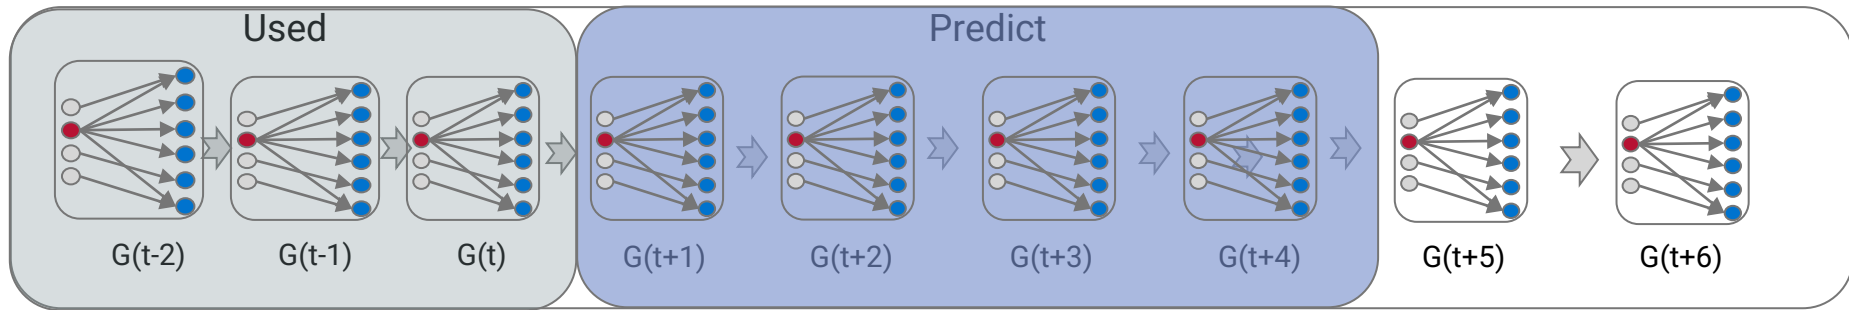 Used
Predict
G(t-2)
G(t-1)
G(t)
G(t+1)
G(t+2)
G(t+3)
G(t+4)
G(t+5)
G(t+6)